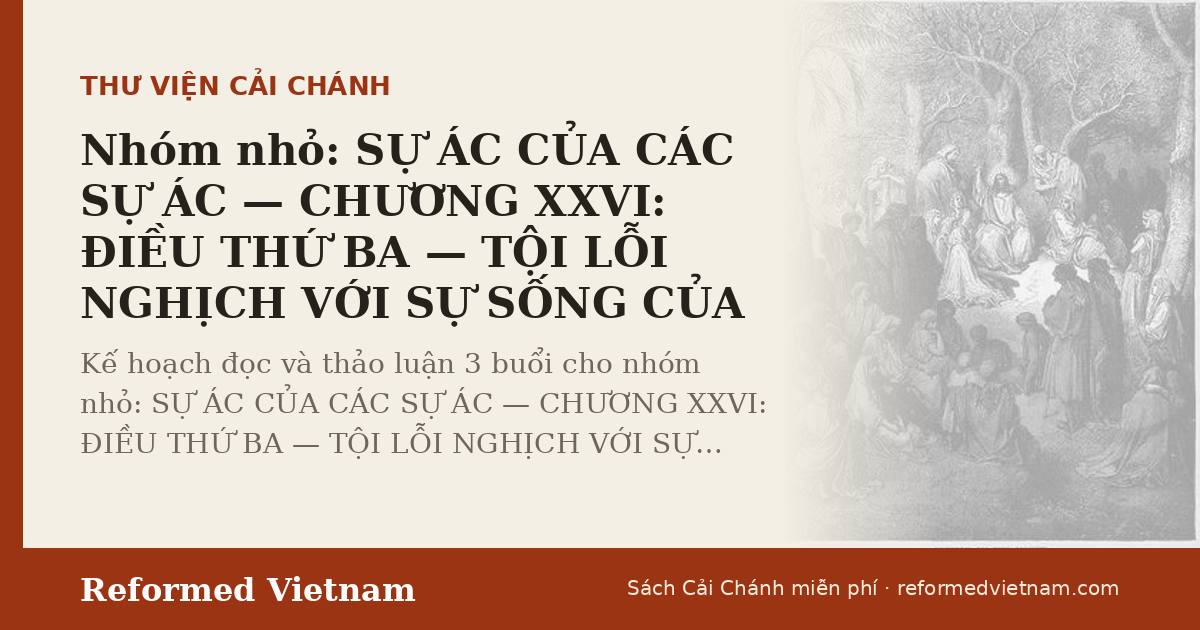 THƯ VIỆN CẢI CHÁNH
Nhóm nhỏ: SỰ ÁC CỦA CÁC
SỰ ÁC — CHƯƠNG XXVI:
ĐIỀU THỨ BA — TỘI LỖI
NGHỊCH VỚI SỰ SỐNG CỦA
Kế hoạch đọc và thảo luận 3 buổi cho nhóm
nhỏ: SỰ ÁC CỦA CÁC SỰ ÁC — CHƯƠNG XXVI:
ĐIỀU THỨ BA — TỘI LỖI NGHỊCH VỚI SỰ...
Reformed Vietnam
Sách Cải Chánh miễn phí · reformedvietnam.com